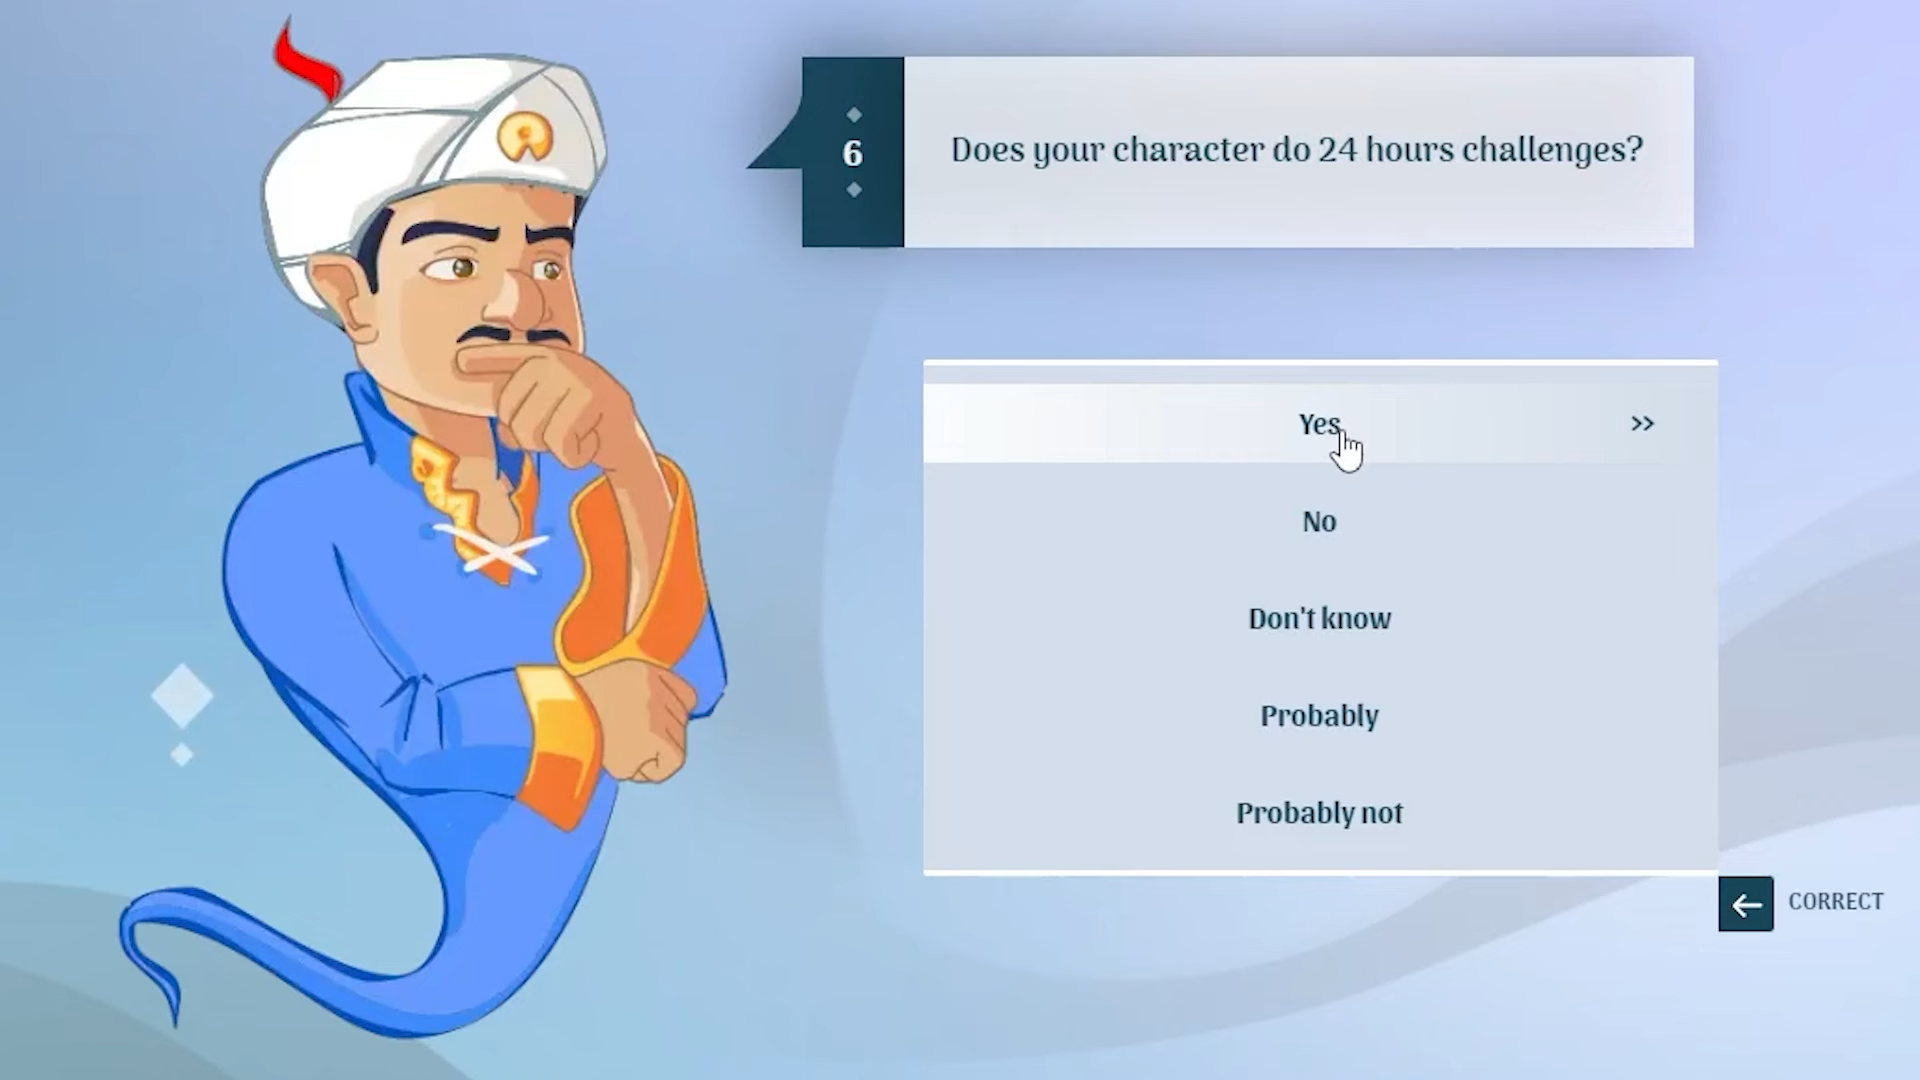 6
Does your character do 24 hours challenges?
Yes >>
No
Don't know
Probably
Probably not
CORRECT